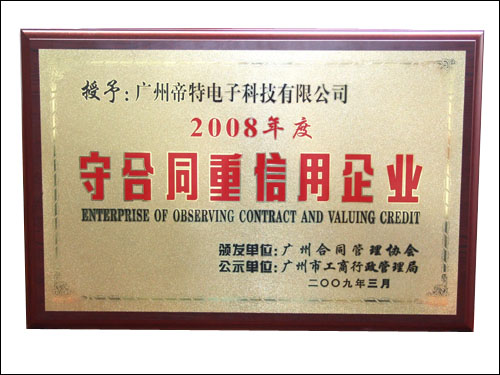 授予：广州帝特电子科技有限公司
2008年度
守合同重信用企业
ENTERPRISE OF OBSERVING CONTRACT AND VALUING CREDIT
颁发单位：广州合同管理协会
公示单位：广州市工商行政管理局
二〇〇九年三月